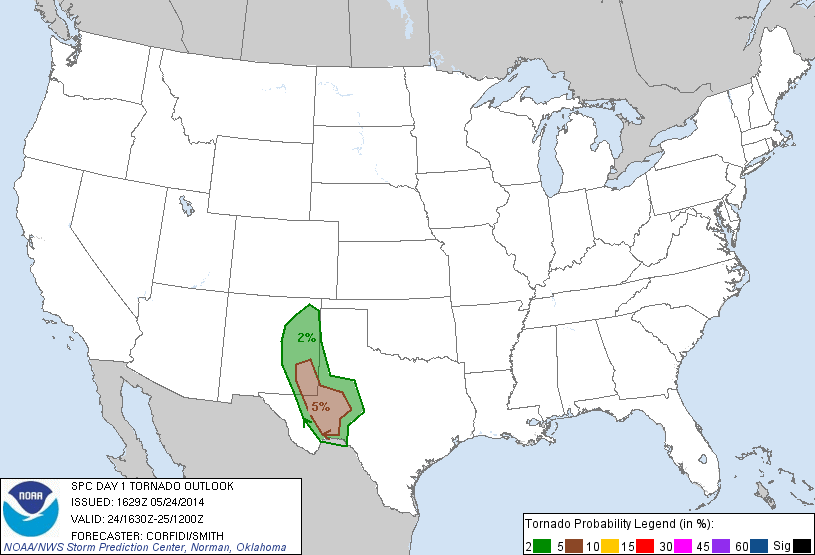 2%
5%
NOAA
SPC DAY 1 TORNADO OUTLOOK
ISSUED: 1629Z 05/24/2014
VALID: 24/1630Z-25/1200Z
FORECASTER: CORFIDI/SMITH
NOAA/NWS Storm Prediction Center, Norman, Oklahoma
Tornado Probability Legend (in %):
2 5 10 15 30 45 60 Sig